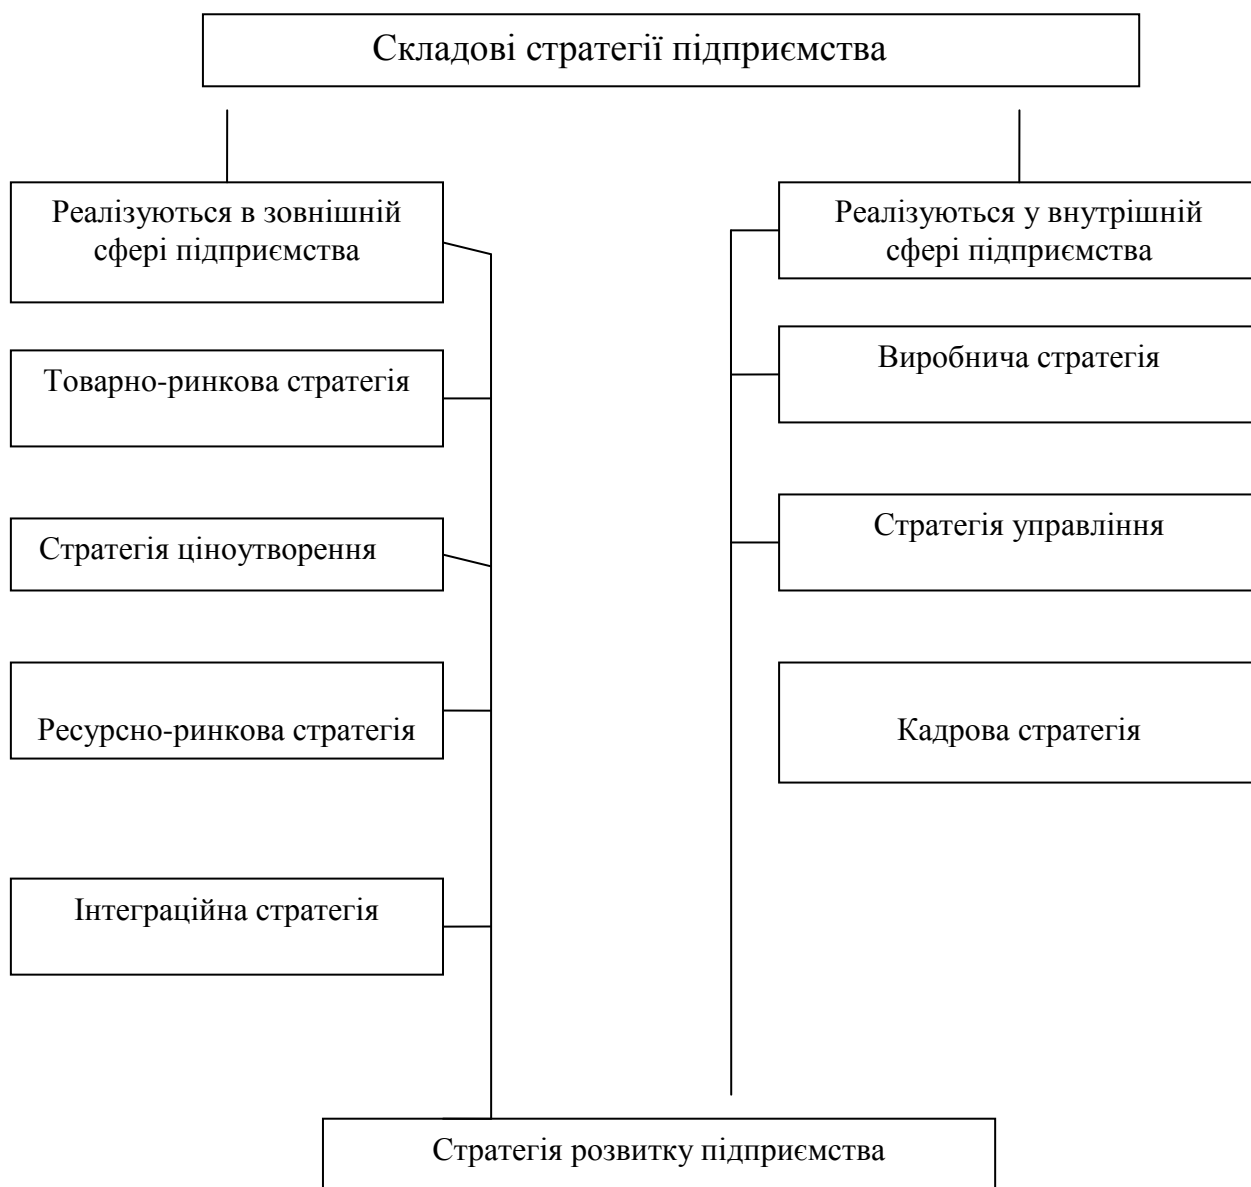 Складові стратегії підприємства
Реалізуються в зовнішній
сфері підприємства
Реалізуються у внутрішній
сфері підприємства
Товарно-ринкова стратегія
Виробнича стратегія
Стратегія ціноутворення
Стратегія управління
Ресурсно-ринкова стратегія
Кадрова стратегія
Інтеграційна стратегія
Стратегія розвитку підприємства